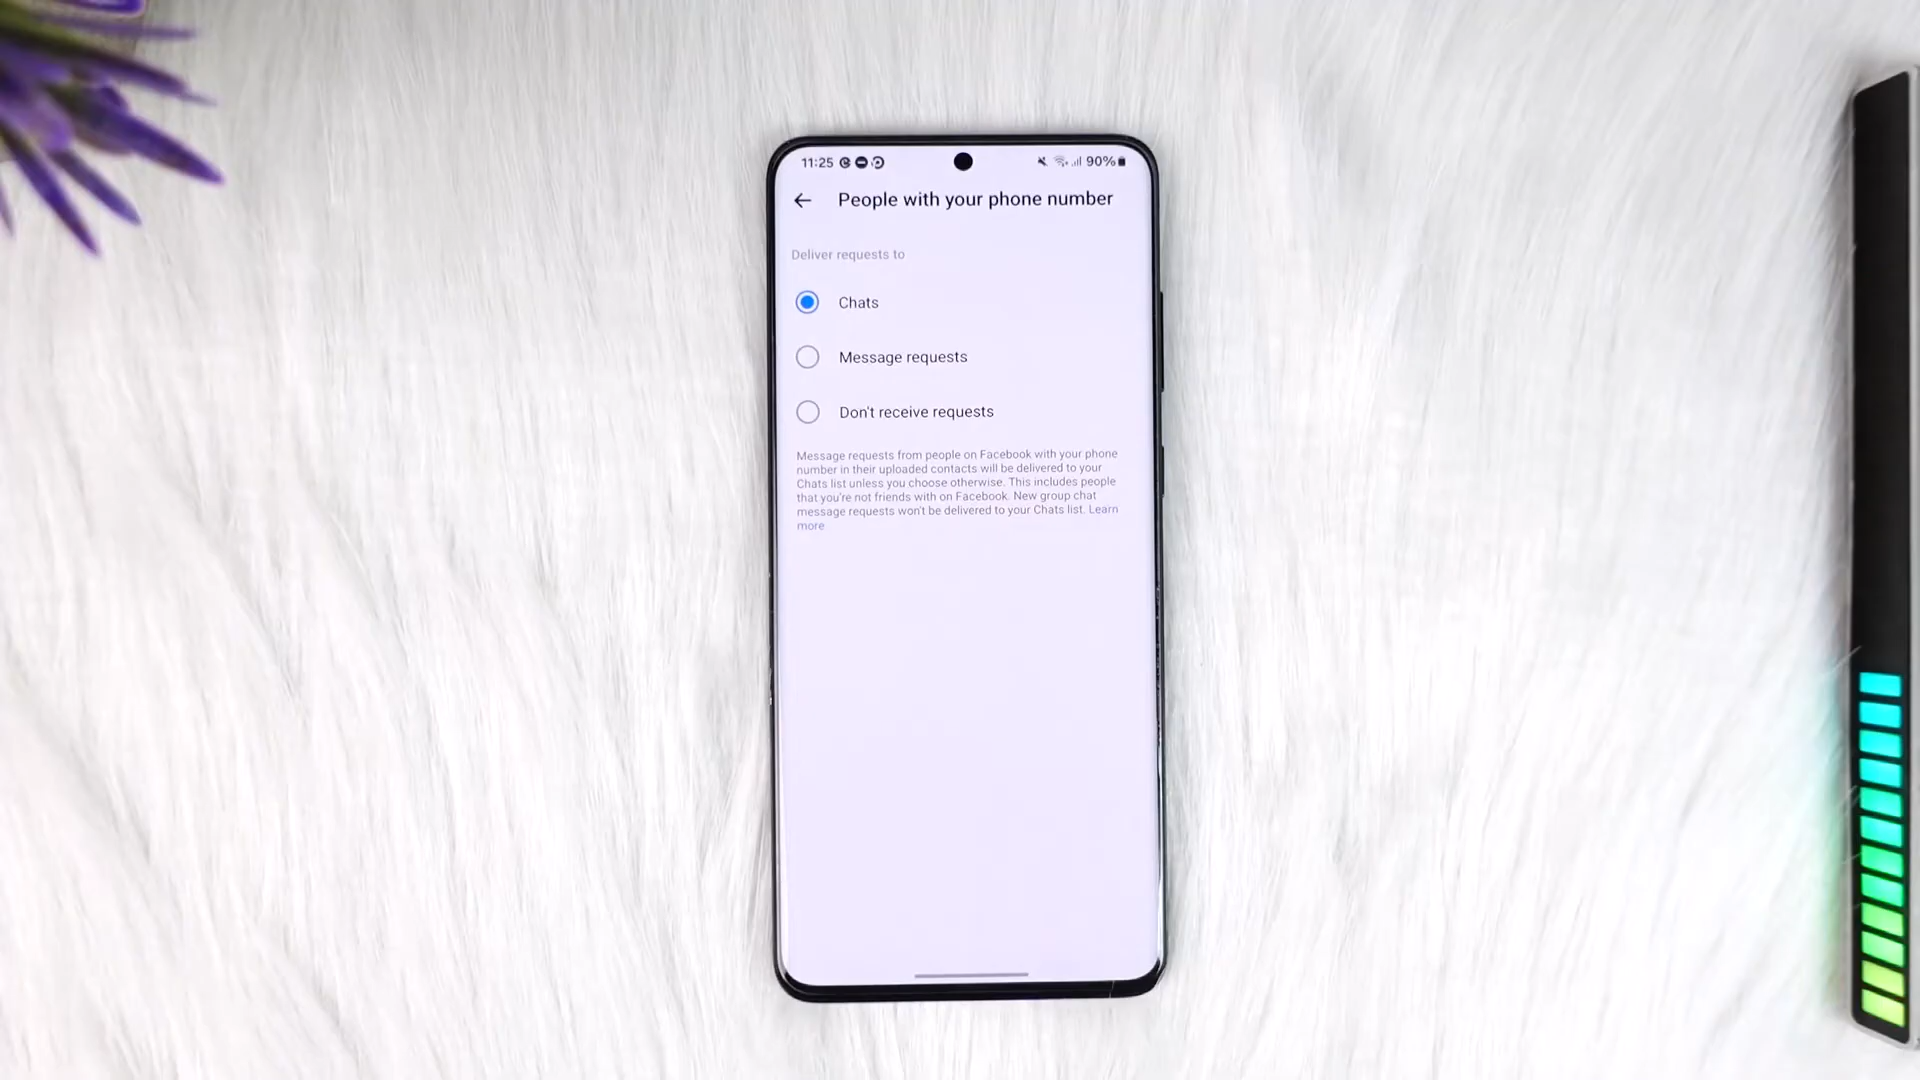 11:25 90%
People with your phone number
Deliver requests to
Chats
Message requests
Don't receive requests
Message requests from people on Facebook with your phone
number in their uploaded contacts will be delivered to your
Chats list unless you choose otherwise. This includes people
that you're not friends with on Facebook. New group chat
message requests won't be delivered to your Chats list. Learn
more